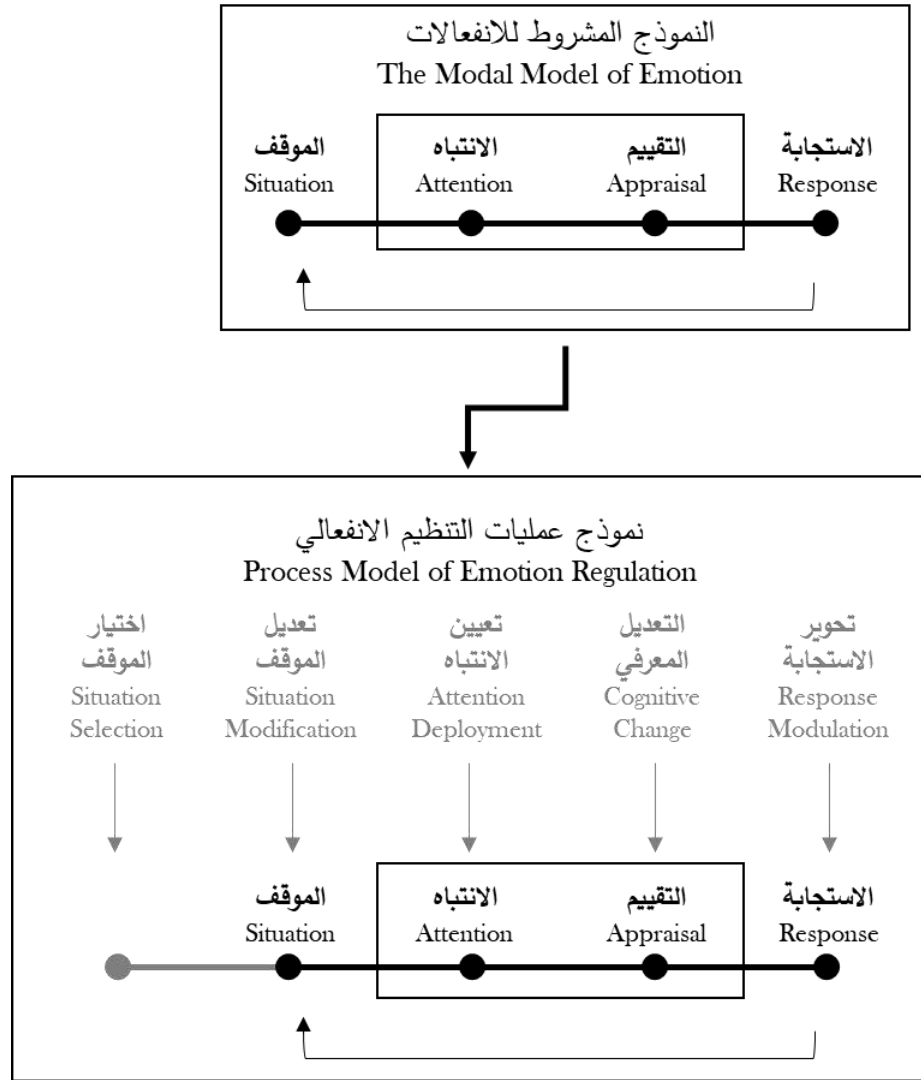 النموذج المشروط للانفعالات
The Modal Model of Emotion
الموقف
Situation
الانتباه
Attention
التقييم
Appraisal
الاستجابة
Response
نموذج عمليات التنظيم الانفعالي
Process Model of Emotion Regulation
اختيار
الموقف
Situation
Selection
تعديل
الموقف
Situation
Modification
تعيين
الانتباه
Attention
Deployment
التعديل
المعرفي
Cognitive
Change
تحوير
الاستجابة
Response
Modulation
الموقف
Situation
الانتباه
Attention
التقييم
Appraisal
الاستجابة
Response